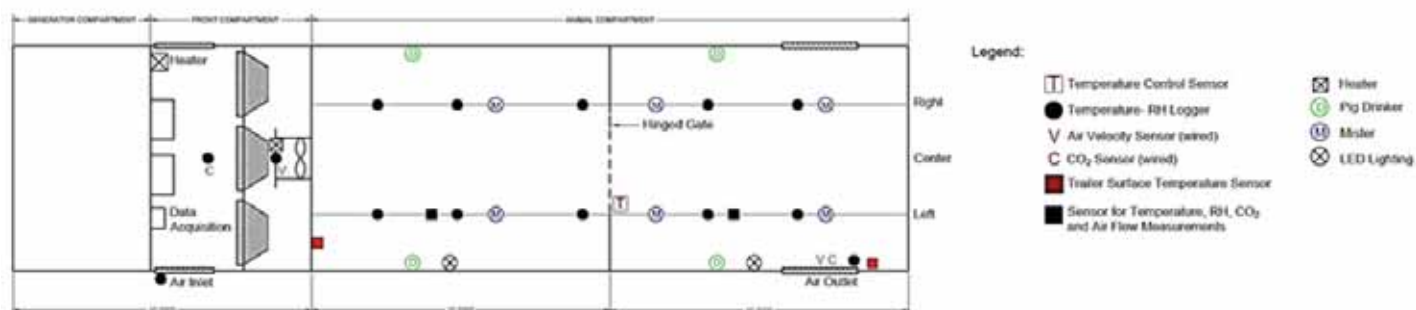 GENERATOR COMPARTMENT
FRONT COMPARTMENT
ANIMAL COMPARTMENT
Heater
D
D
M
M
M
Right
Hinged Gate
C
V
Center
T
M
M
M
Left
Data
Acquisition
D
D
V C
Air Inlet
Air Outlet
Legend:
T Temperature Control Sensor
Temperature- RH Logger
V Air Velocity Sensor (wired)
C CO₂ Sensor (wired)
Trailer Surface Temperature Sensor
Sensor for Temperature, RH, CO₂
and Air Flow Measurements
Heater
D Pig Drinker
M Mister
LED Lighting